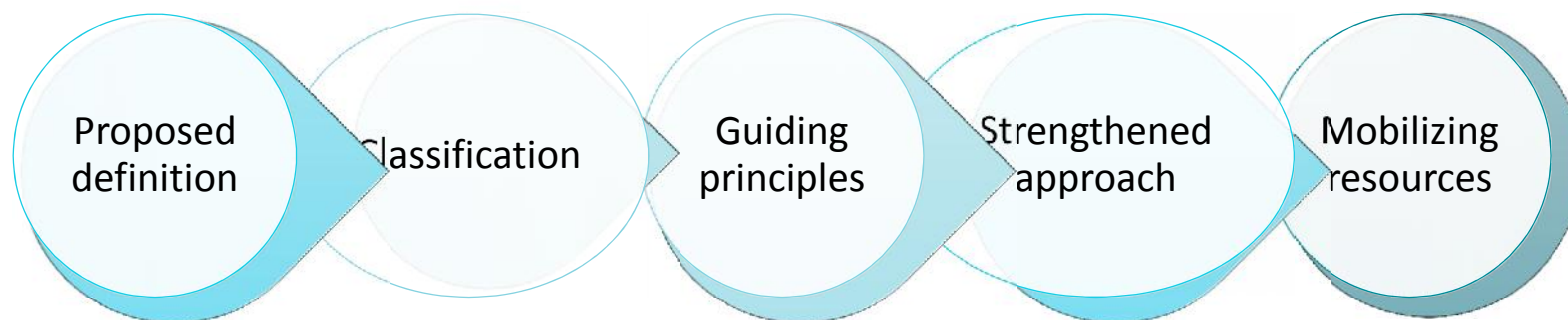 Proposed
definition
Classification
Guiding
principles
Strengthened
approach
Mobilizing
resources